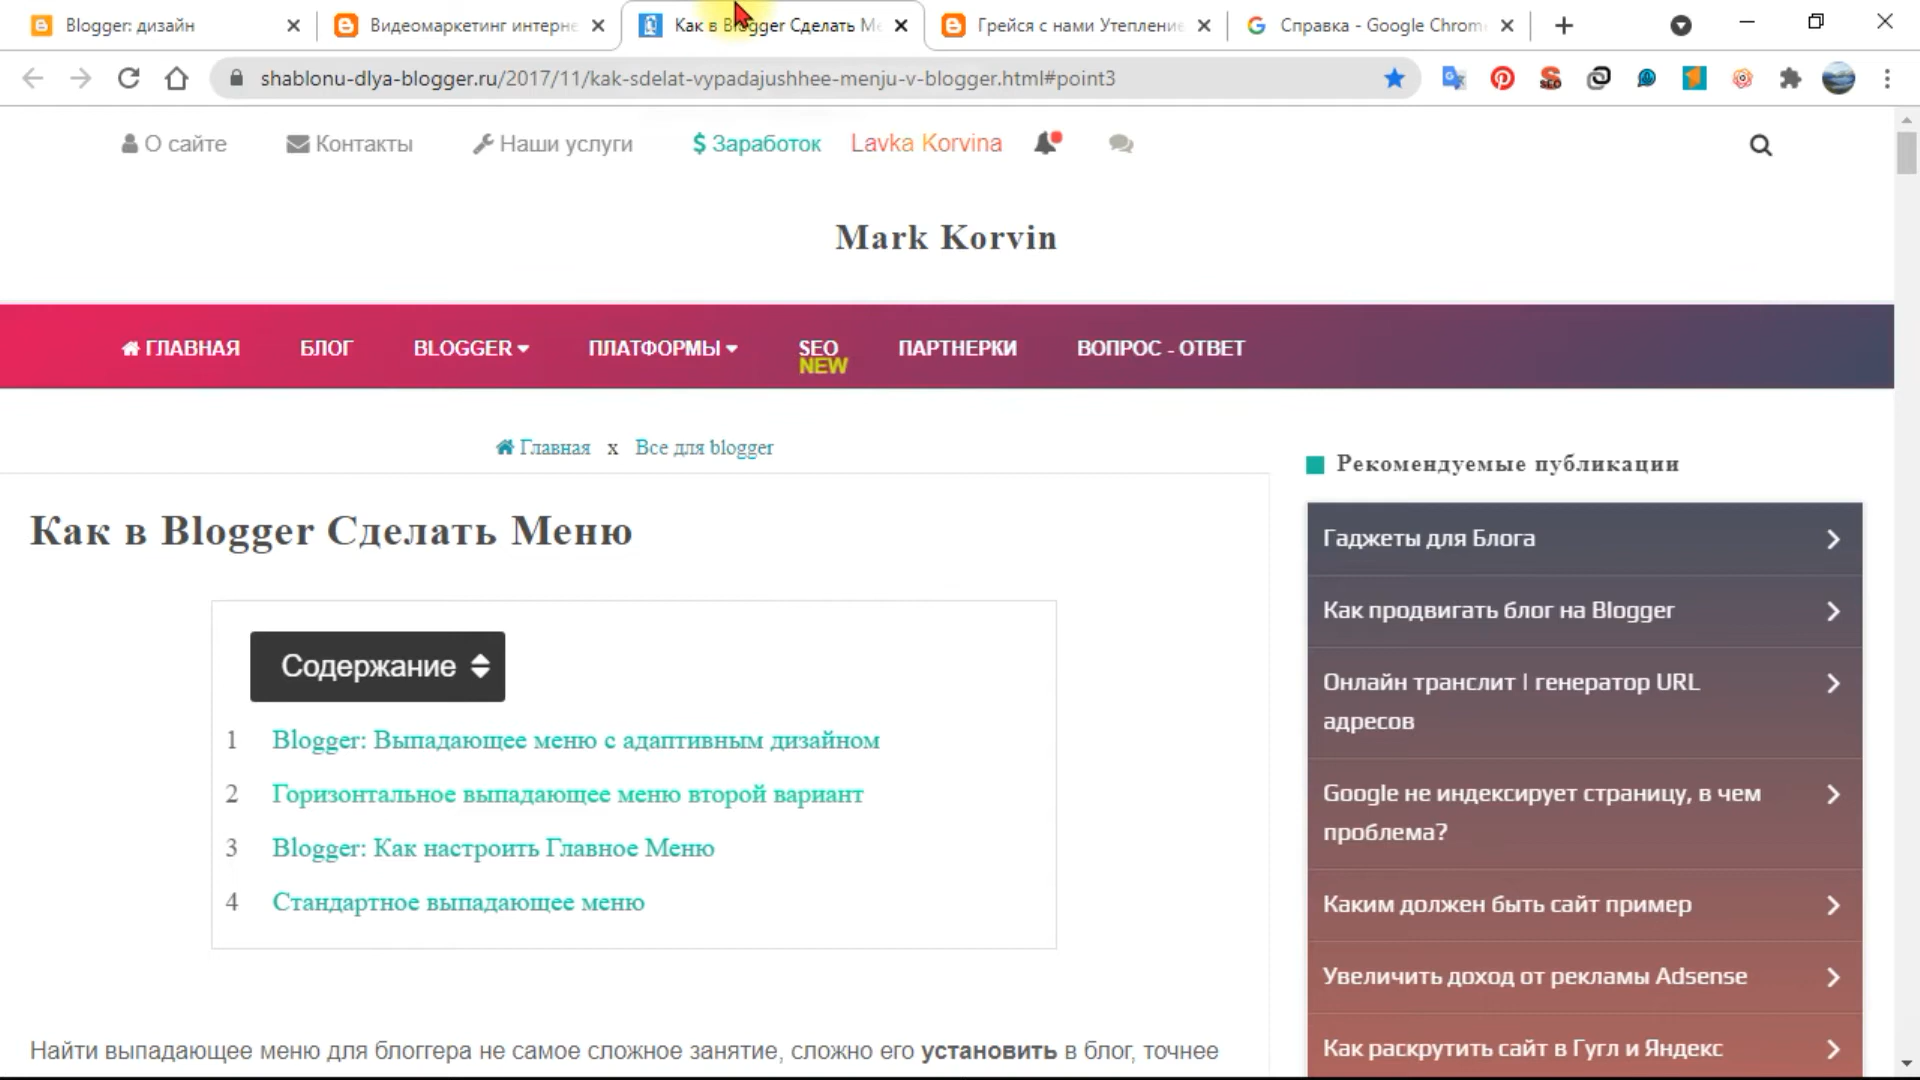 Blogger: дизайн
Видеомаркетинг интерне
Как в Blogger Сделать Ме
Грейся с нами Утепление
Справка - Google Chrom
shablonu-dlya-blogger.ru/2017/11/kak-sdelat-vypadajushhee-menju-v-blogger.html#point3
SEO
О сайте
Контакты
Наши услуги
$ Заработок
Lavka Korvina
Mark Korvin
ГЛАВНАЯ
БЛОГ
BLOGGER
ПЛАТФОРМЫ
SEO
NEW
ПАРТНЕРКИ
ВОПРОС - ОТВЕТ
Главная x Все для blogger
Как в Blogger Сделать Меню
Содержание
1 Blogger: Выпадающее меню с адаптивным дизайном
2 Горизонтальное выпадающее меню второй вариант
3 Blogger: Как настроить Главное Меню
4 Стандартное выпадающее меню
Найти выпадающее меню для блоггера не самое сложное занятие, сложно его установить в блог, точнее
Рекомендуемые публикации
Гаджеты для Блога
Как продвигать блог на Blogger
Онлайн транслит | генератор URL
адресов
Google не индексирует страницу, в чем
проблема?
Каким должен быть сайт пример
Увеличить доход от рекламы Adsense
Как раскрутить сайт в Гугл и Яндекс